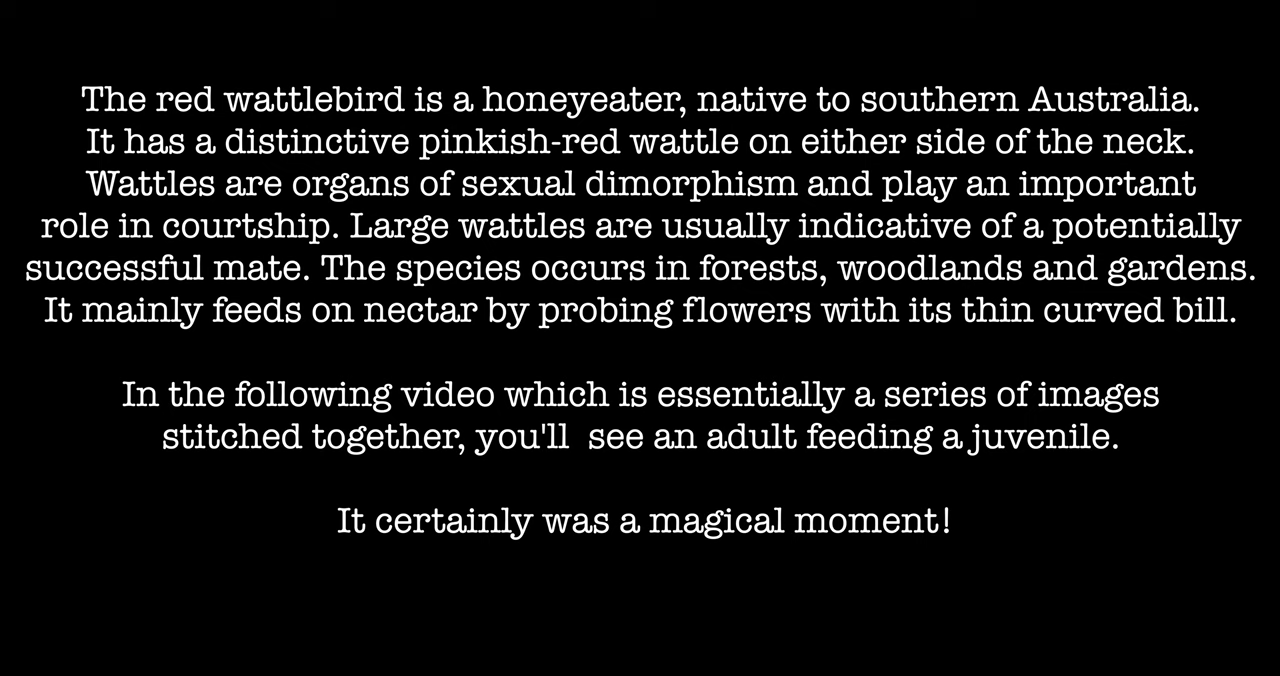 The red wattlebird is a honeyeater, native to southern Australia.
It has a distinctive pinkish-red wattle on either side of the neck.
Wattles are organs of sexual dimorphism and play an important
role in courtship. Large wattles are usually indicative of a potentially
successful mate. The species occurs in forests, woodlands and gardens.
It mainly feeds on nectar by probing flowers with its thin curved bill.
In the following video which is essentially a series of images
stitched together, you'll  see an adult feeding a juvenile.
It certainly was a magical moment!